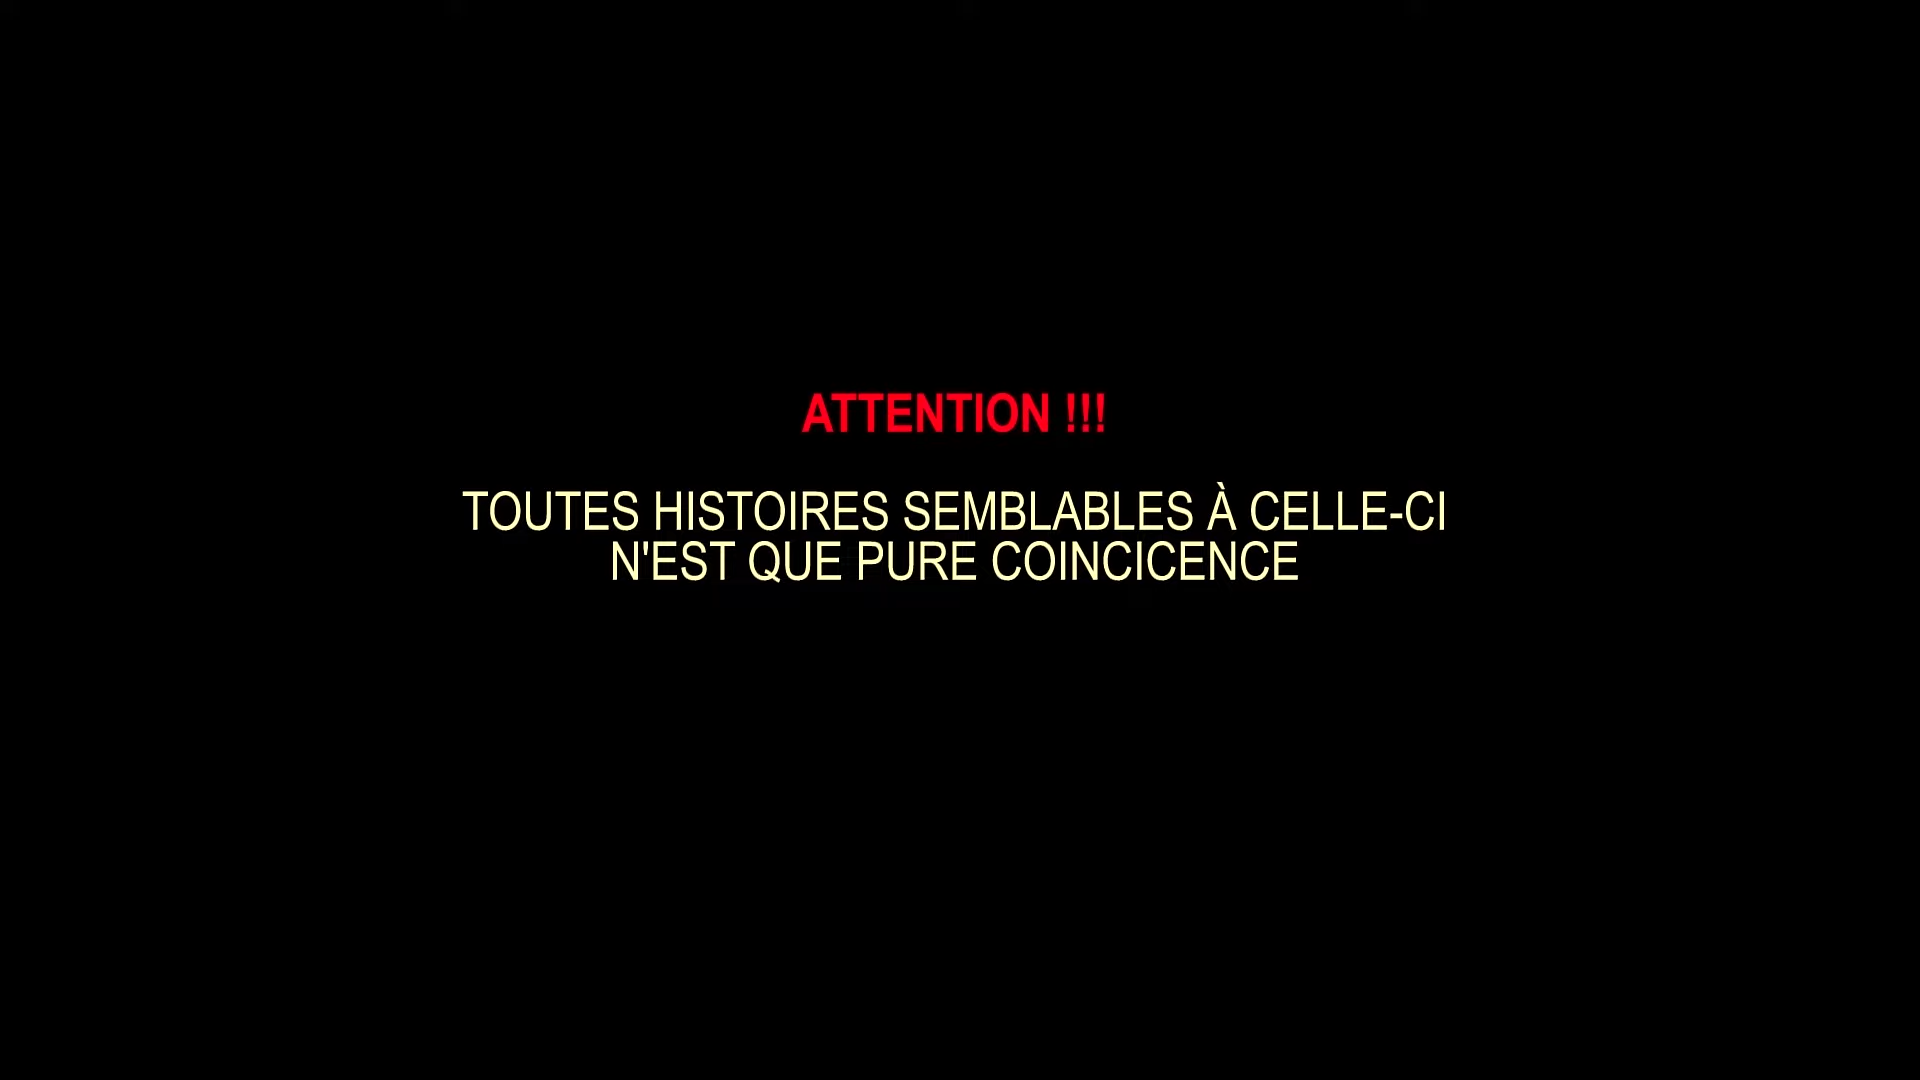 ATTENTION !!!
TOUTES HISTOIRES SEMBLABLES À CELLE-CI
N'EST QUE PURE COINCICENCE